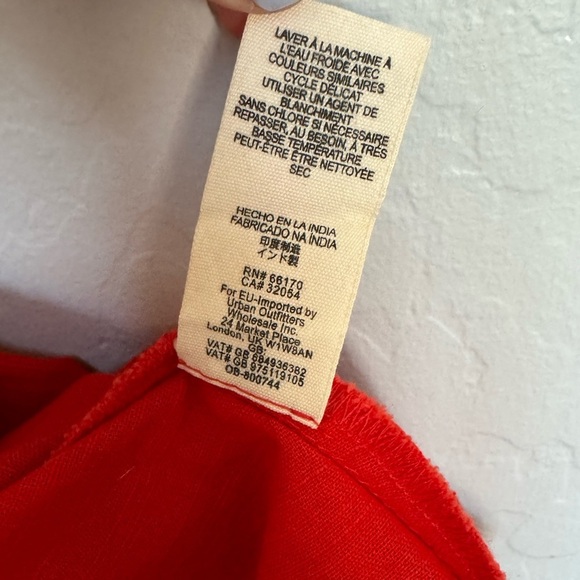 LAVER À LA MACHINE À
L'EAU FROIDE AVEC
COULEURS SIMILAIRES
CYCLE DÉLICAT
UTILISER UN AGENT DE
BLANCHIMENT
SANS CHLORE SI NÉCESSAIRE
REPASSER, AU BESOIN, À TRÈS
BASSE TEMPÉRATURE
PEUT-ÊTRE ÊTRE NETTOYÉE
SEC
HECHO EN LA INDIA
FABRICADO NA ÍNDIA
印度制造
インド製
RN# 66170
CA# 32054
For EU-Imported by
Urban Outfitters
Wholesale Inc.
24 Market Place
London, UK W1W8AN
GB:
VAT# GB 684936382
VAT# GB 975119105
OB-800744